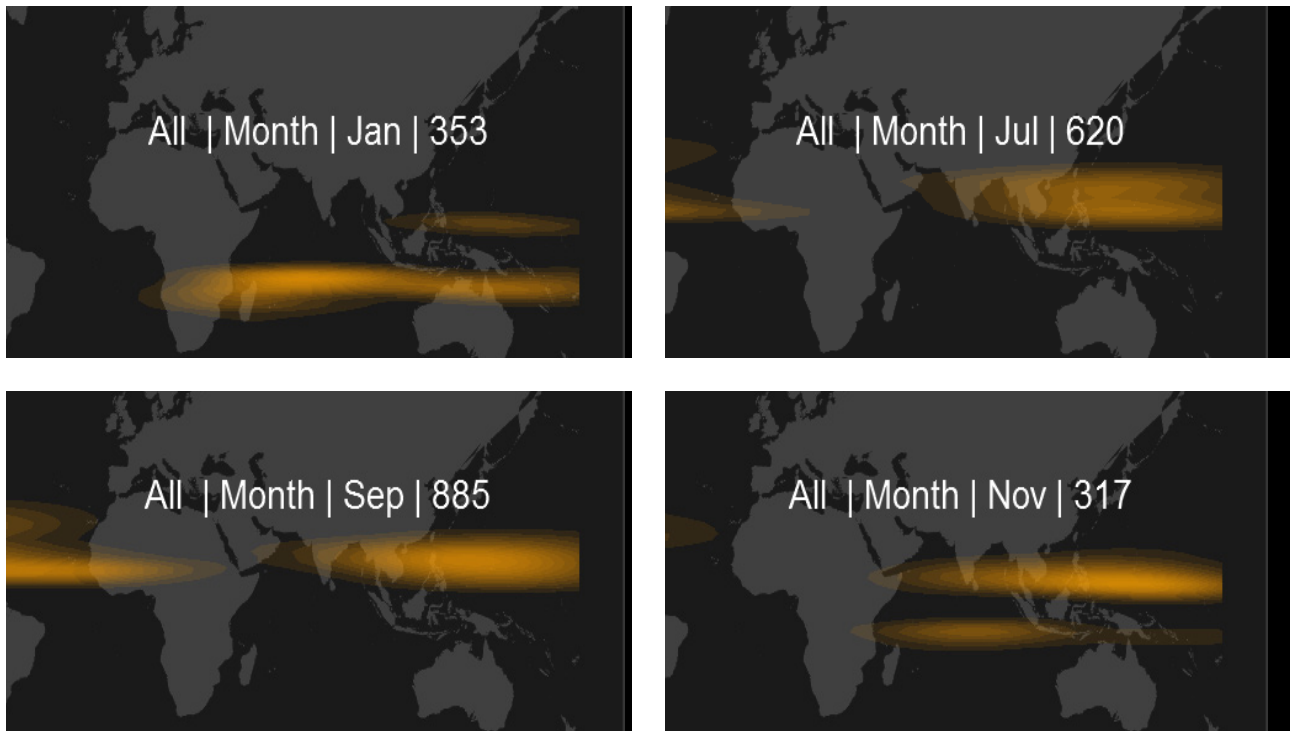 All | Month | Jan | 353
All | Month | Jul | 620
All | Month | Sep | 885
All | Month | Nov | 317